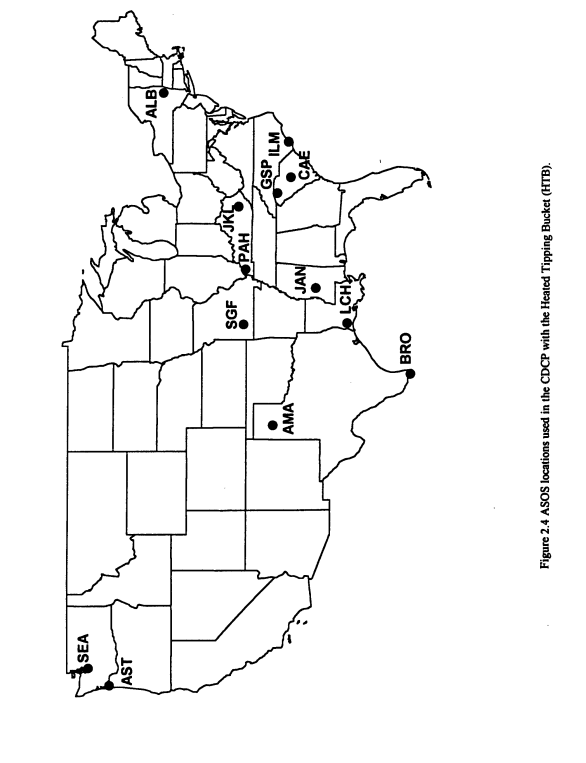 SEA
AST
ALB
ILM
GSP
CAE
JKL
PAH
JAN
SGF
LCH
BRO
AMA
Figure 2.4 ASOS locations used in the CDCP with the Heated Tipping Bucket (HTB).